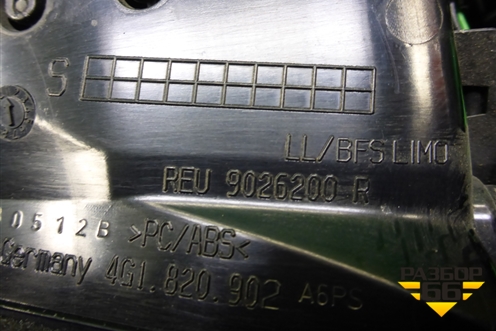 S
LL/BFS LIMO
REU 9026200-R
0512B >PC/ABS<
Germany 4G1.820.902 A6PS
РАЗБОР
66